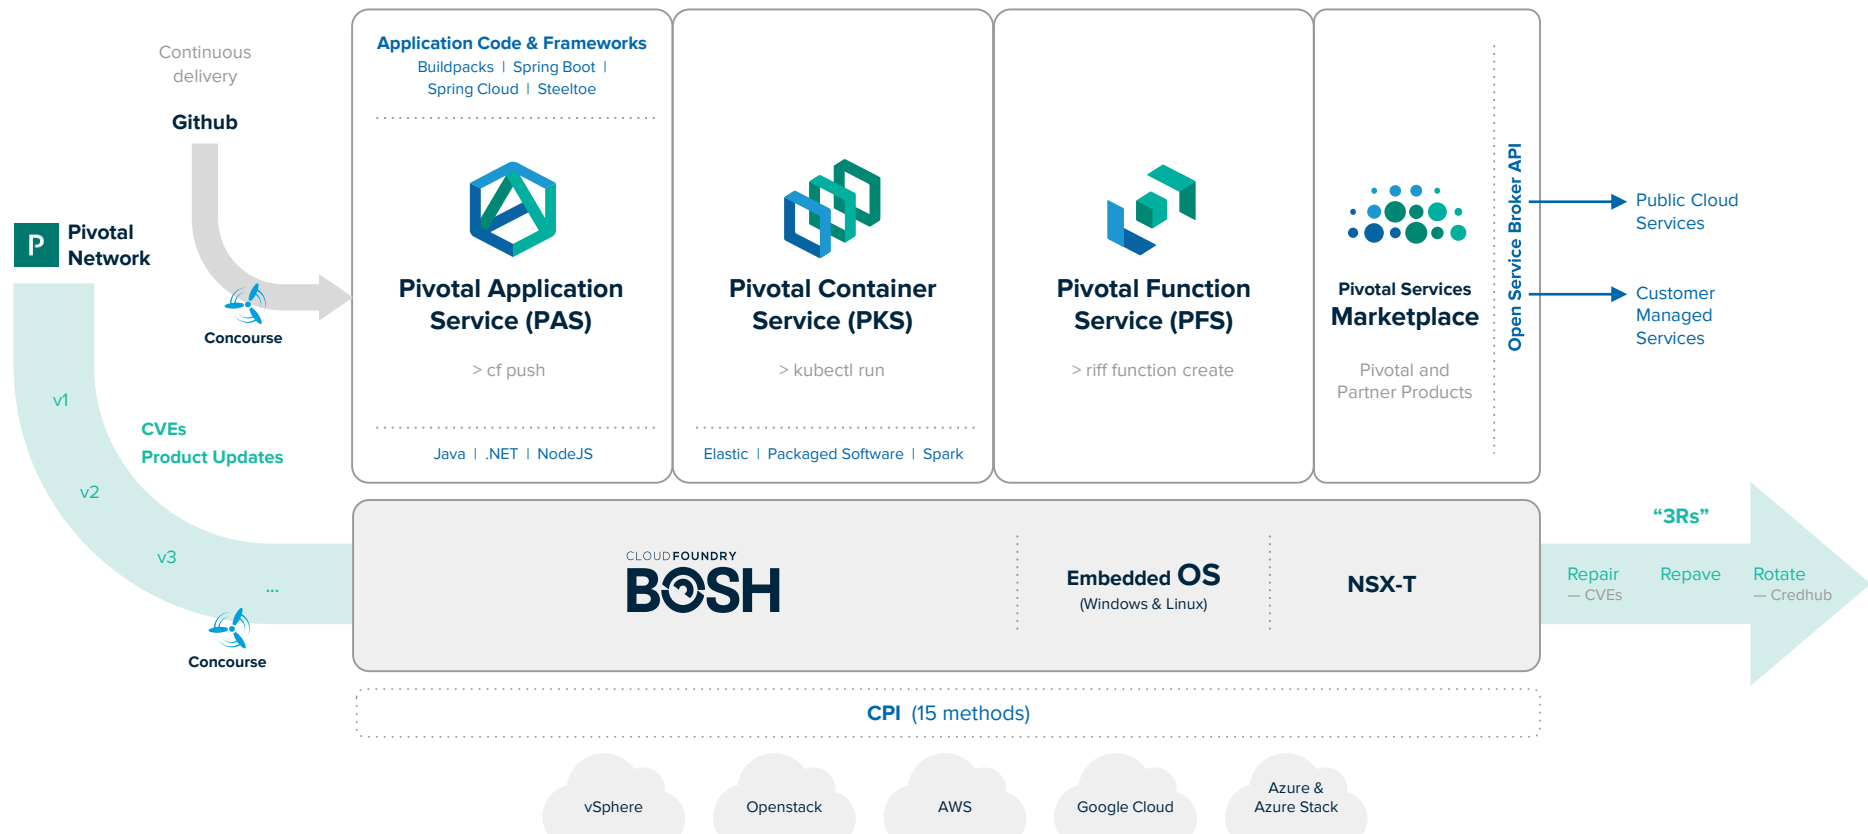 Continuous
delivery
Github
P
Pivotal
Network
Concourse
v1
v2
v3
...
CVEs
Product Updates
Concourse
Application Code & Frameworks
Buildpacks | Spring Boot |
Spring Cloud | Steeltoe
Pivotal Application
Service (PAS)
> cf push
Java | .NET | NodeJS
Pivotal Container
Service (PKS)
> kubectl run
Elastic | Packaged Software | Spark
Pivotal Function
Service (PFS)
> riff function create
Pivotal Services
Marketplace
Pivotal and
Partner Products
Open Service Broker API
Public Cloud
Services
Customer
Managed
Services
CLOUDFOUNDRY
BOSH
Embedded OS
(Windows & Linux)
NSX-T
“3Rs”
Repair
— CVEs
Repave
Rotate
— Credhub
CPI (15 methods)
vSphere
Openstack
AWS
Google Cloud
Azure &
Azure Stack